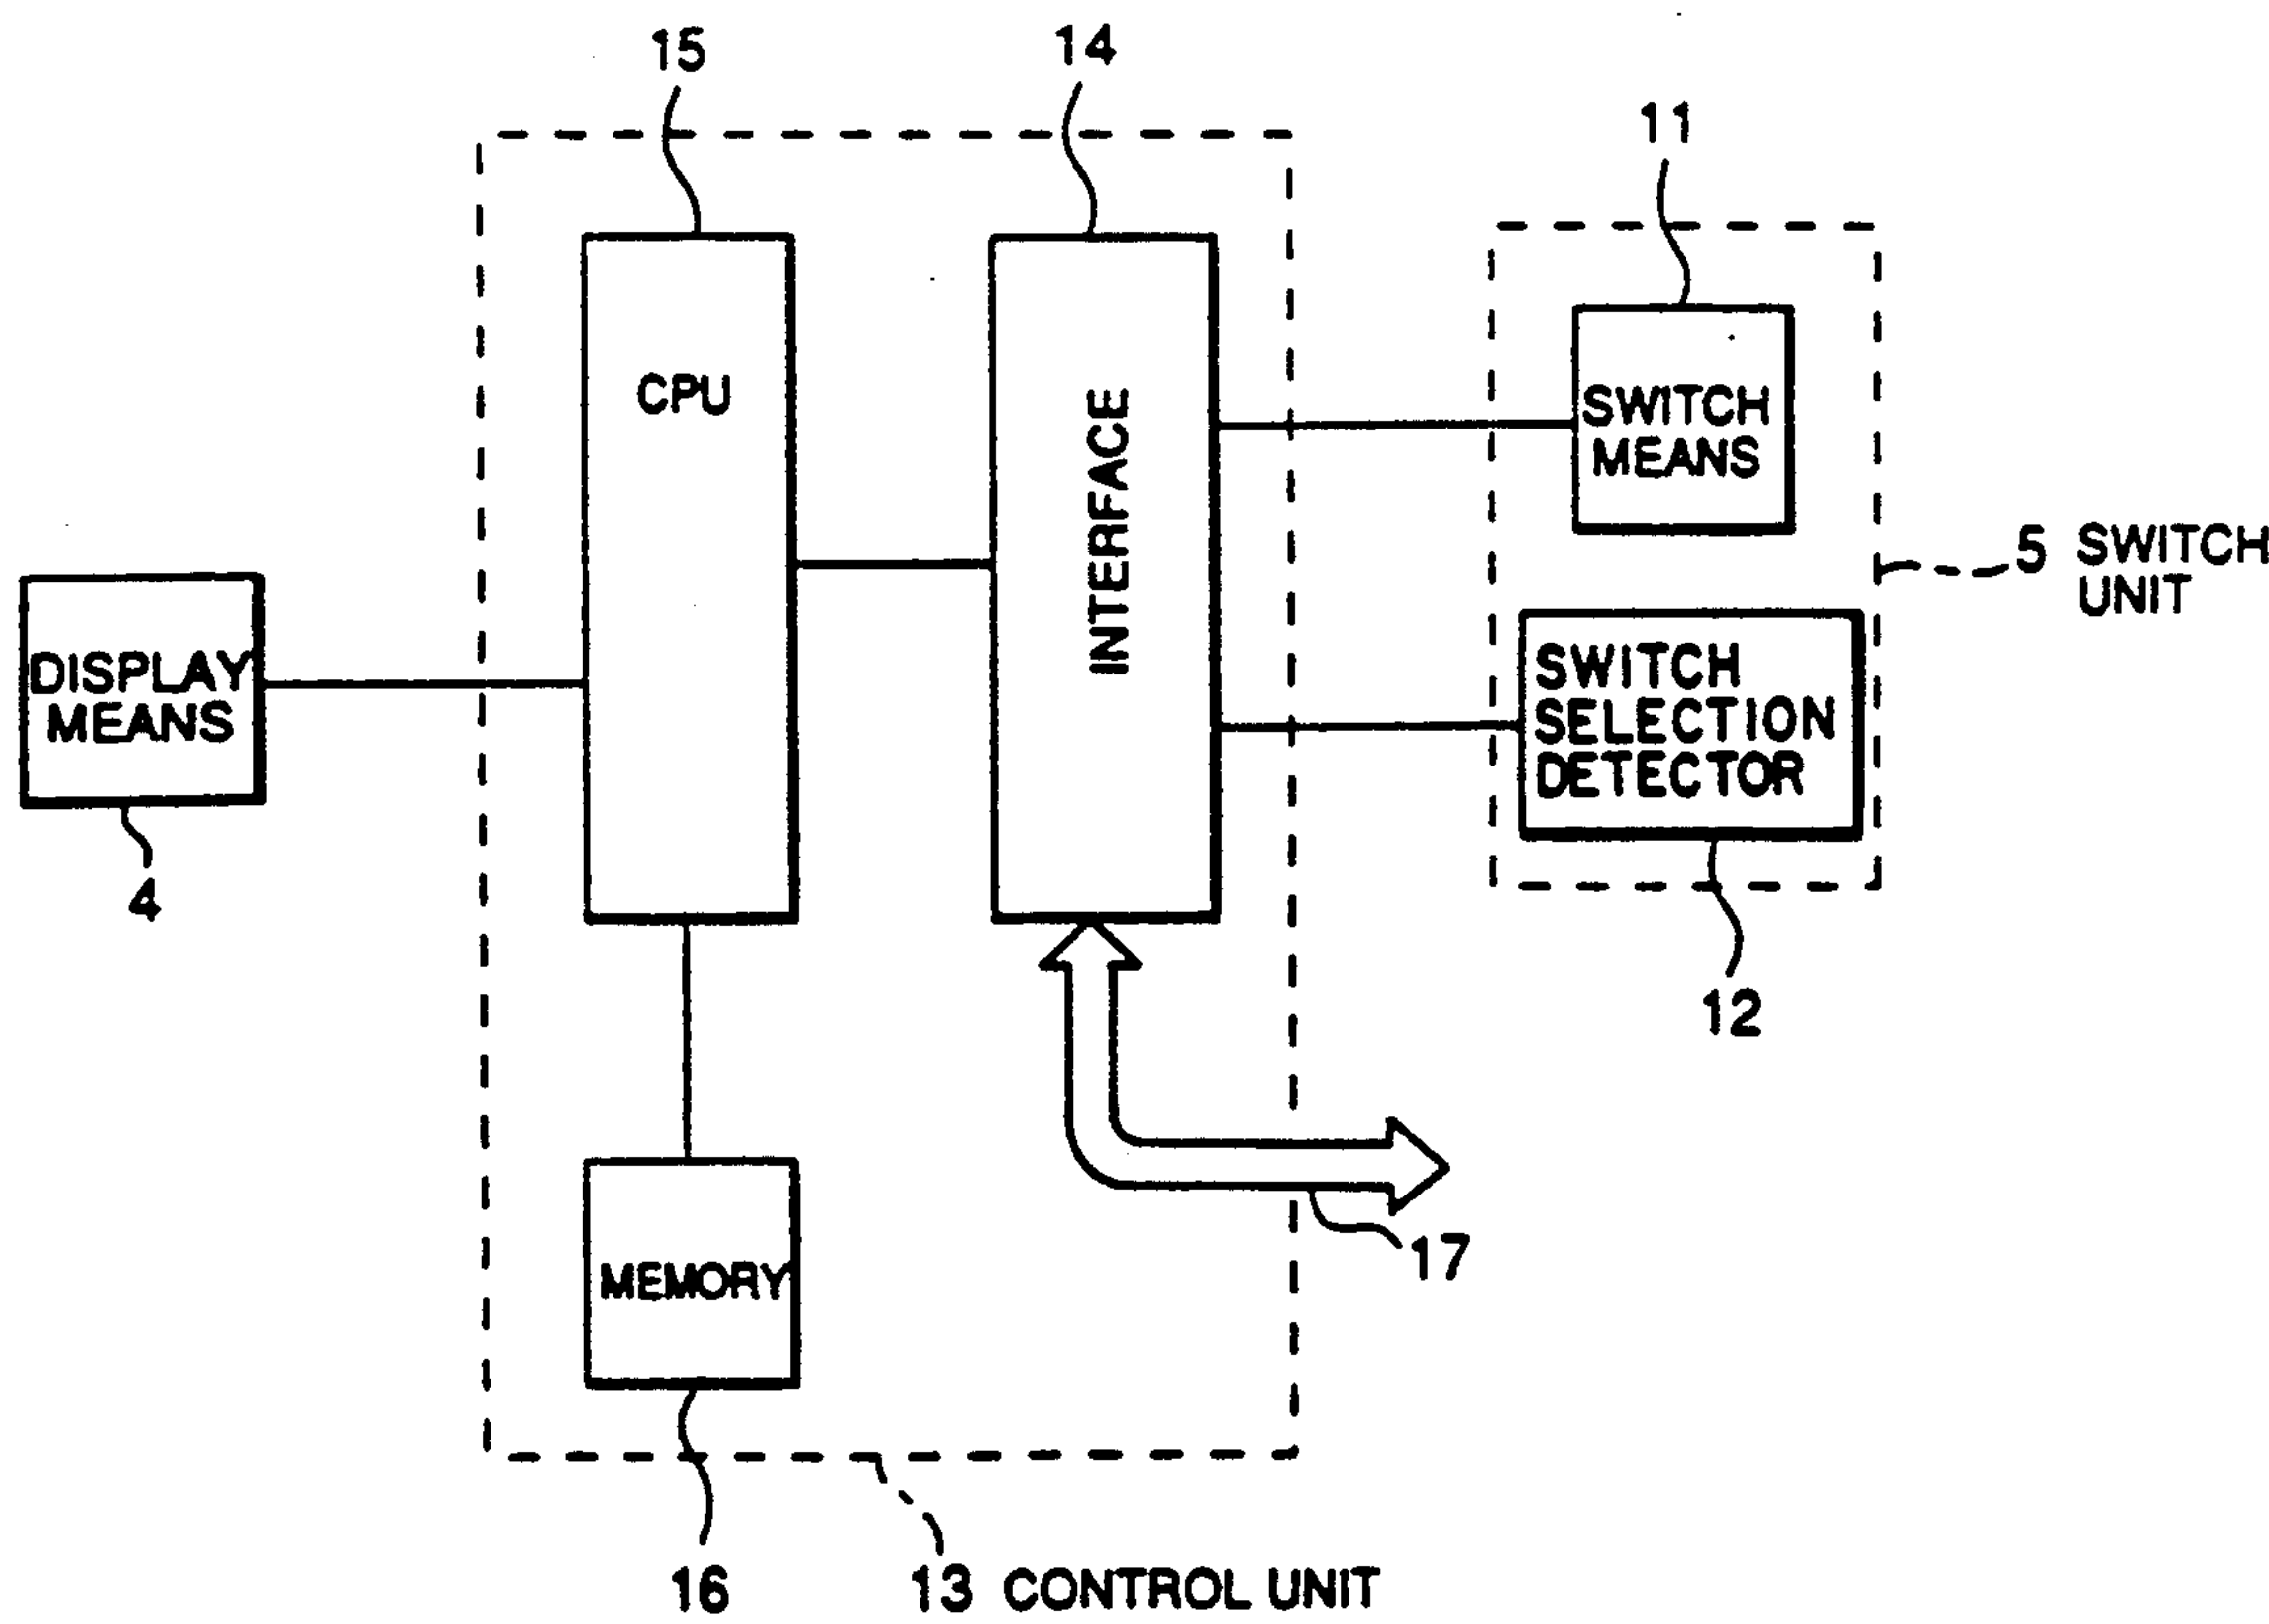 15
14
11
CPU
INTERFACE
SWITCH
MEANS
5 SWITCH
UNIT
DISPLAY
MEANS
SWITCH
SELECTION
DETECTOR
4
12
17
MEMORY
16
13 CONTROL UNIT